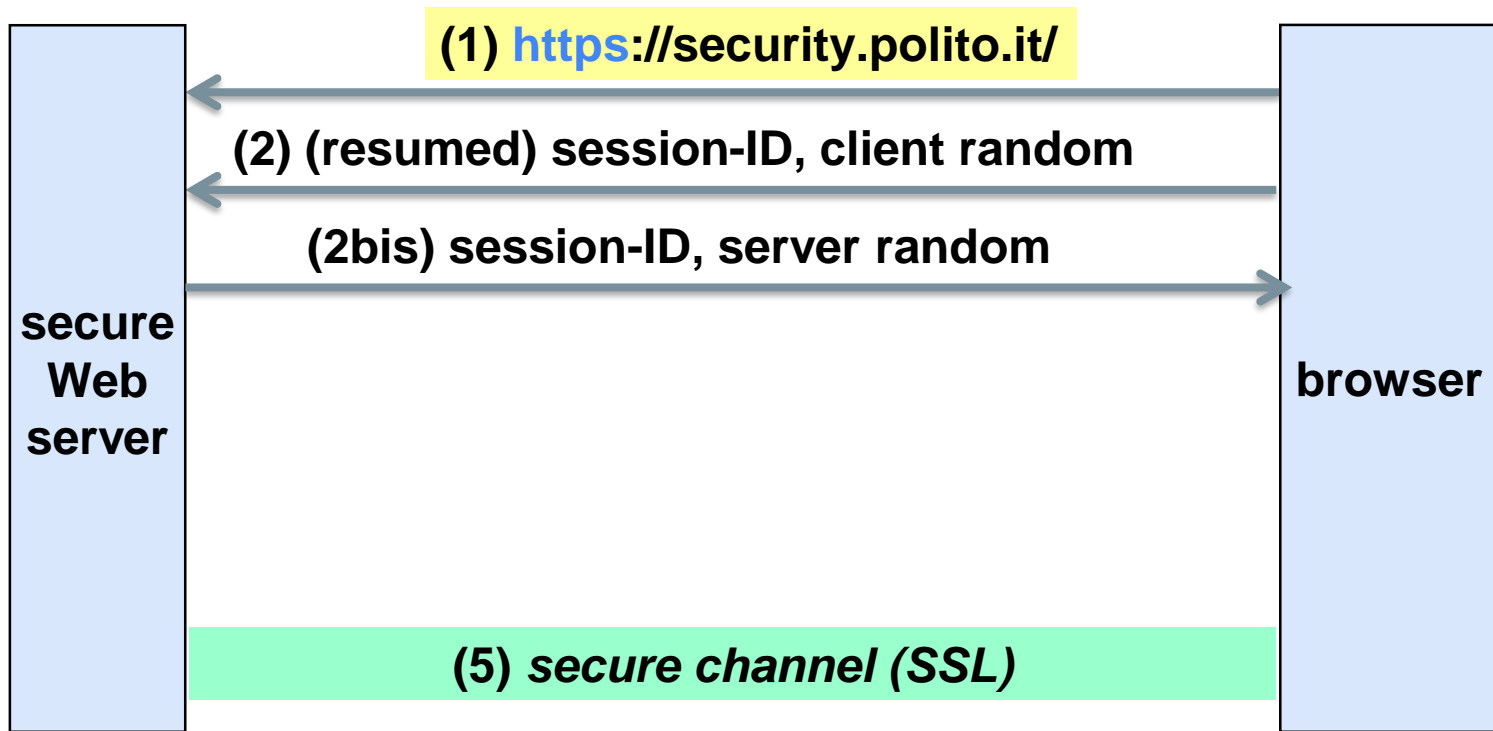 (1) https://security.polito.it/
(2) (resumed) session-ID, client random
(2bis) session-ID, server random
secure
Web
server
browser
(5) secure channel (SSL)